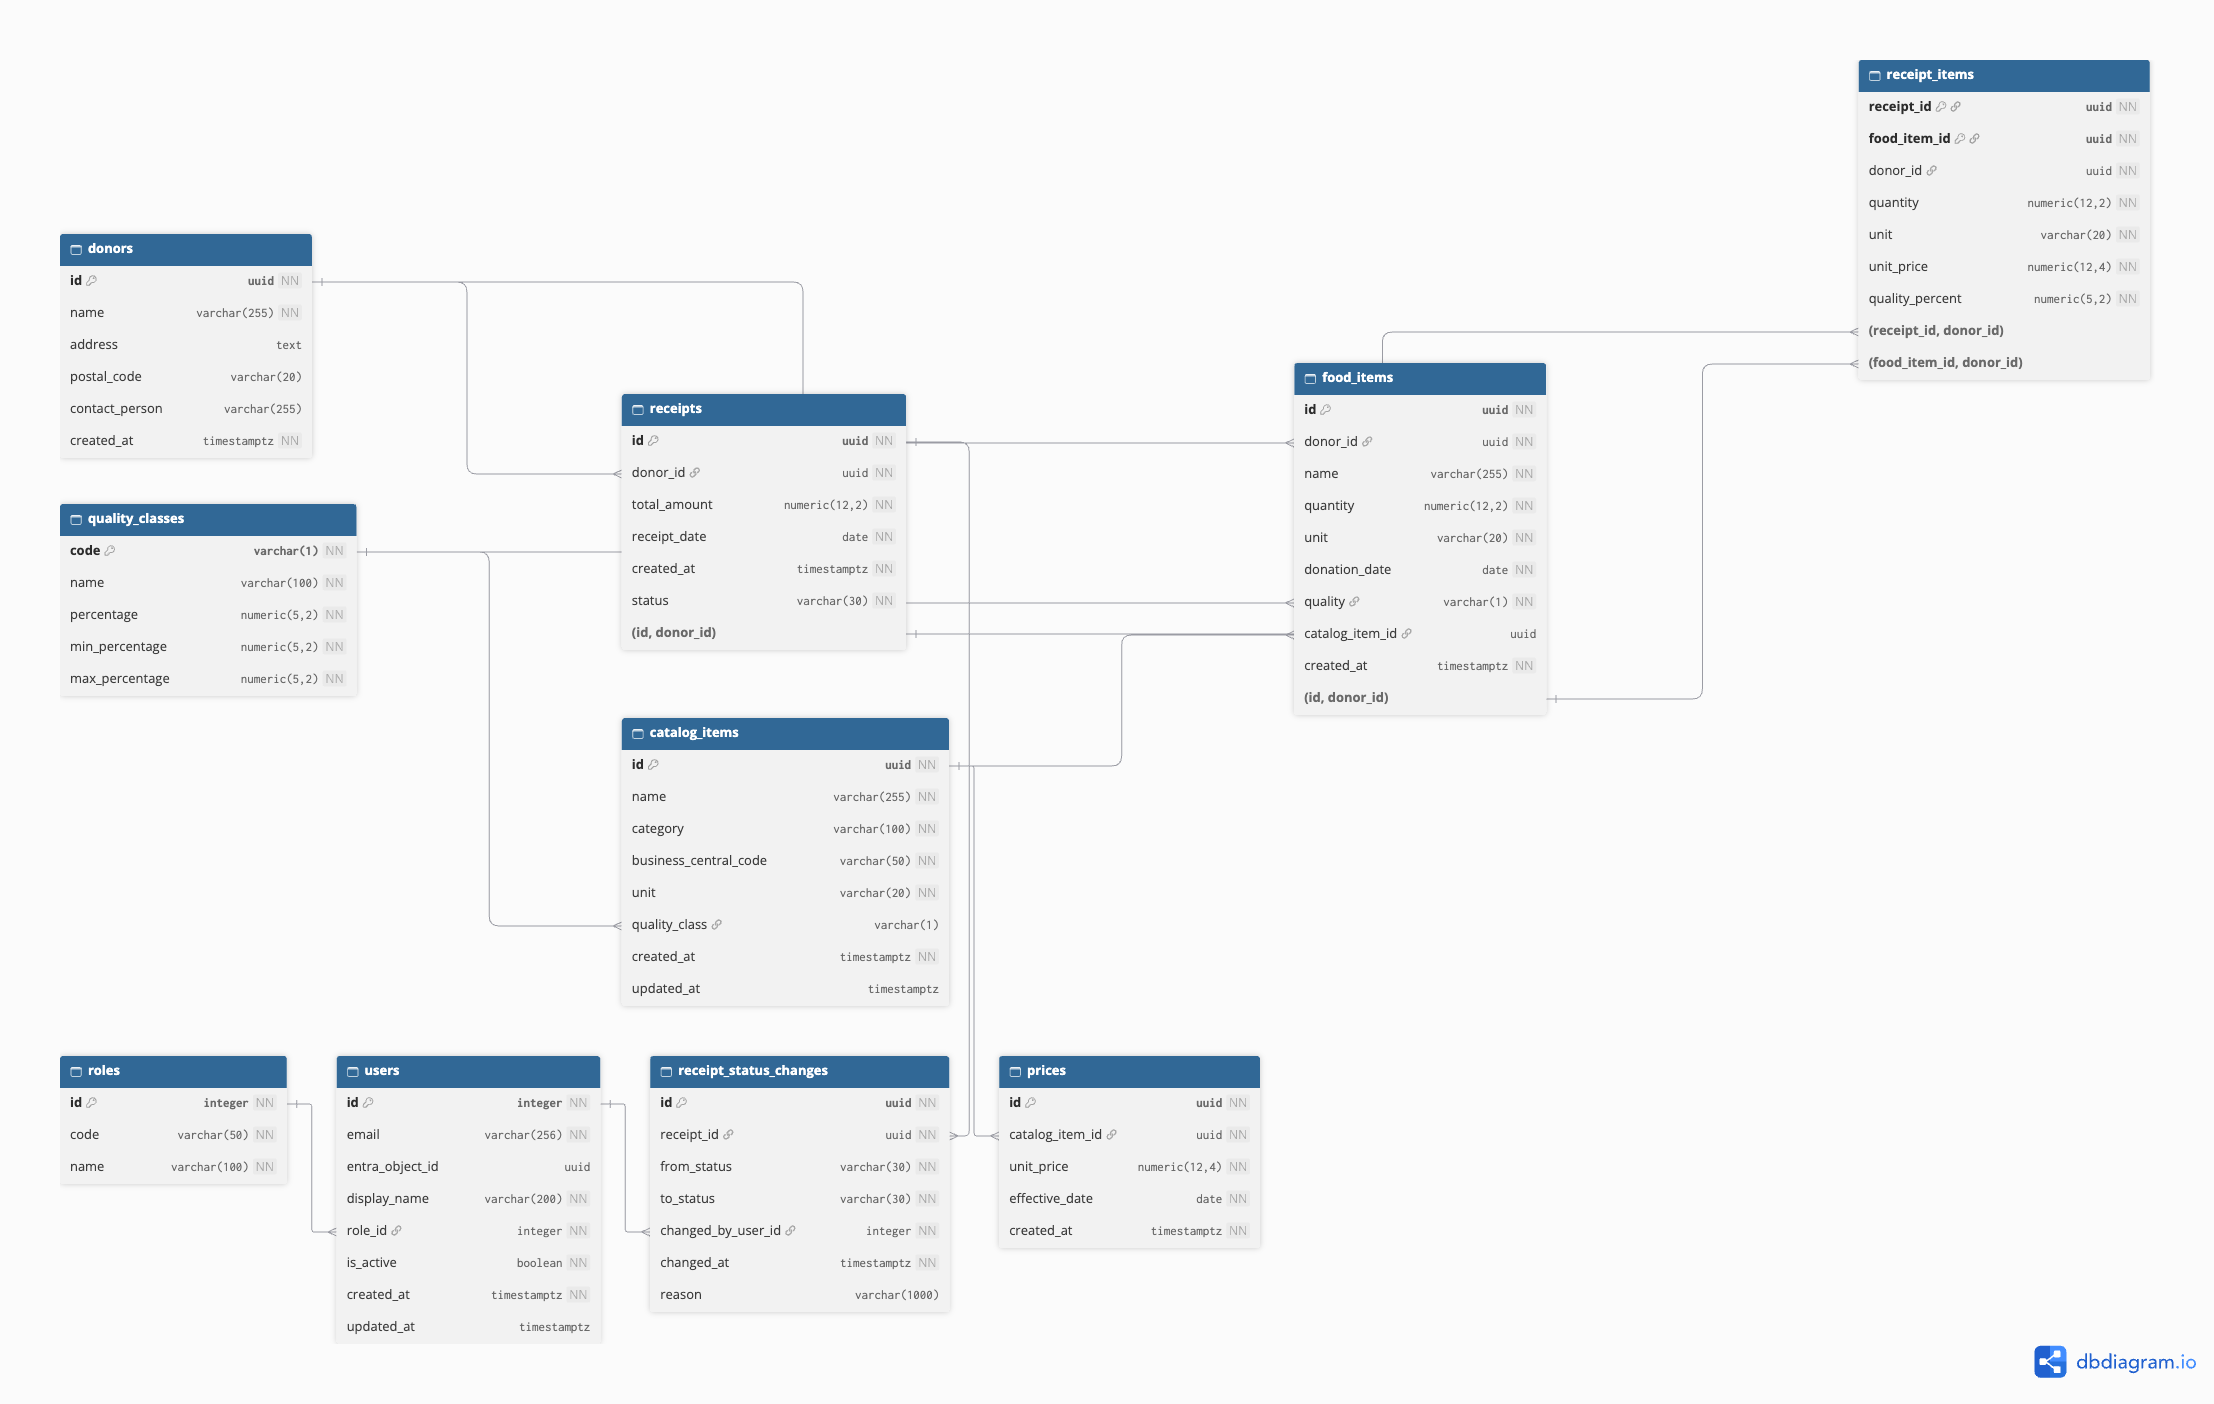 receipt_items
receipt_id uuid NN
food_item_id uuid NN
donor_id uuid NN
quantity numeric(12,2) NN
unit varchar(20) NN
unit_price numeric(12,4) NN
quality_percent numeric(5,2) NN
(receipt_id, donor_id)
(food_item_id, donor_id)
donors
id uuid NN
name varchar(255) NN
address text
postal_code varchar(20)
contact_person varchar(255)
created_at timestamptz NN
food_items
id uuid NN
donor_id uuid NN
name varchar(255) NN
quantity numeric(12,2) NN
unit varchar(20) NN
donation_date date NN
quality varchar(1) NN
catalog_item_id uuid
created_at timestamptz NN
(id, donor_id)
receipts
id uuid NN
donor_id uuid NN
total_amount numeric(12,2) NN
receipt_date date NN
created_at timestamptz NN
status varchar(30) NN
(id, donor_id)
quality_classes
code varchar(1) NN
name varchar(100) NN
percentage numeric(5,2) NN
min_percentage numeric(5,2) NN
max_percentage numeric(5,2) NN
catalog_items
id uuid NN
name varchar(255) NN
category varchar(100) NN
business_central_code varchar(50) NN
unit varchar(20) NN
quality_class varchar(1)
created_at timestamptz NN
updated_at timestamptz
roles
id integer NN
code varchar(50) NN
name varchar(100) NN
users
id integer NN
email varchar(256) NN
entra_object_id uuid
display_name varchar(200) NN
role_id integer NN
is_active boolean NN
created_at timestamptz NN
updated_at timestamptz
receipt_status_changes
id uuid NN
receipt_id uuid NN
from_status varchar(30) NN
to_status varchar(30) NN
changed_by_user_id integer NN
changed_at timestamptz NN
reason varchar(1000)
prices
id uuid NN
catalog_item_id uuid NN
unit_price numeric(12,4) NN
effective_date date NN
created_at timestamptz NN
dbdiagram.io